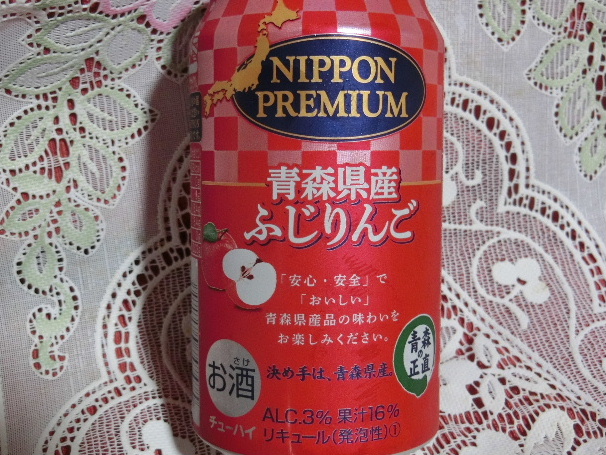 NIPPON
PREMIUM
青森県産
ふじりんご
「安心・安全」で
「おいしい」
青森県産品の味わいを
お楽しみください。
さけ
お酒
決め手は、青森県産。
青森の正直
チューハイ
ALC.3% 果汁16%
リキュール(発泡性)①